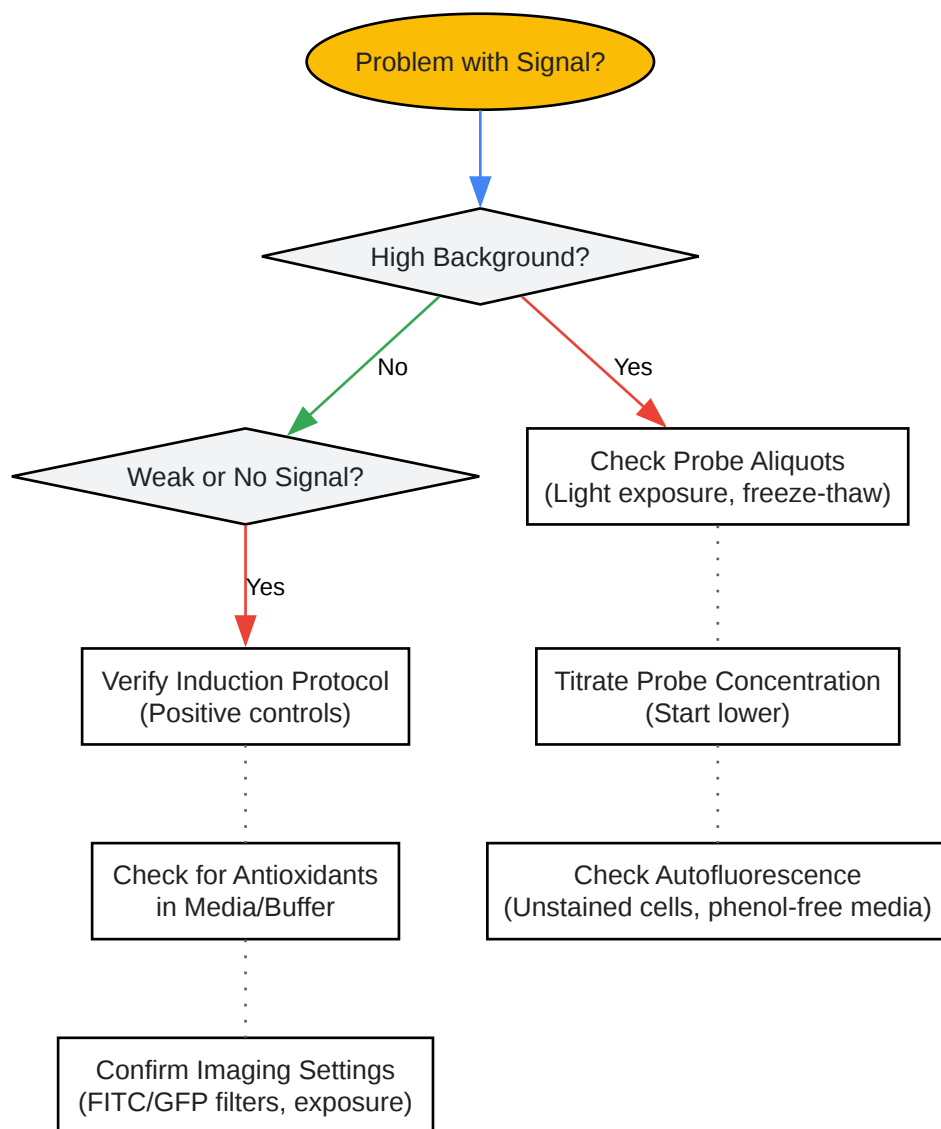 Problem with Signal?
High Background?
No
Yes
Weak or No Signal?
Check Probe Aliquots
(Light exposure, freeze-thaw)
Yes
Verify Induction Protocol
(Positive controls)
Titrate Probe Concentration
(Start lower)
Check for Antioxidants
in Media/Buffer
Check Autofluorescence
(Unstained cells, phenol-free media)
Confirm Imaging Settings
(FITC/GFP filters, exposure)